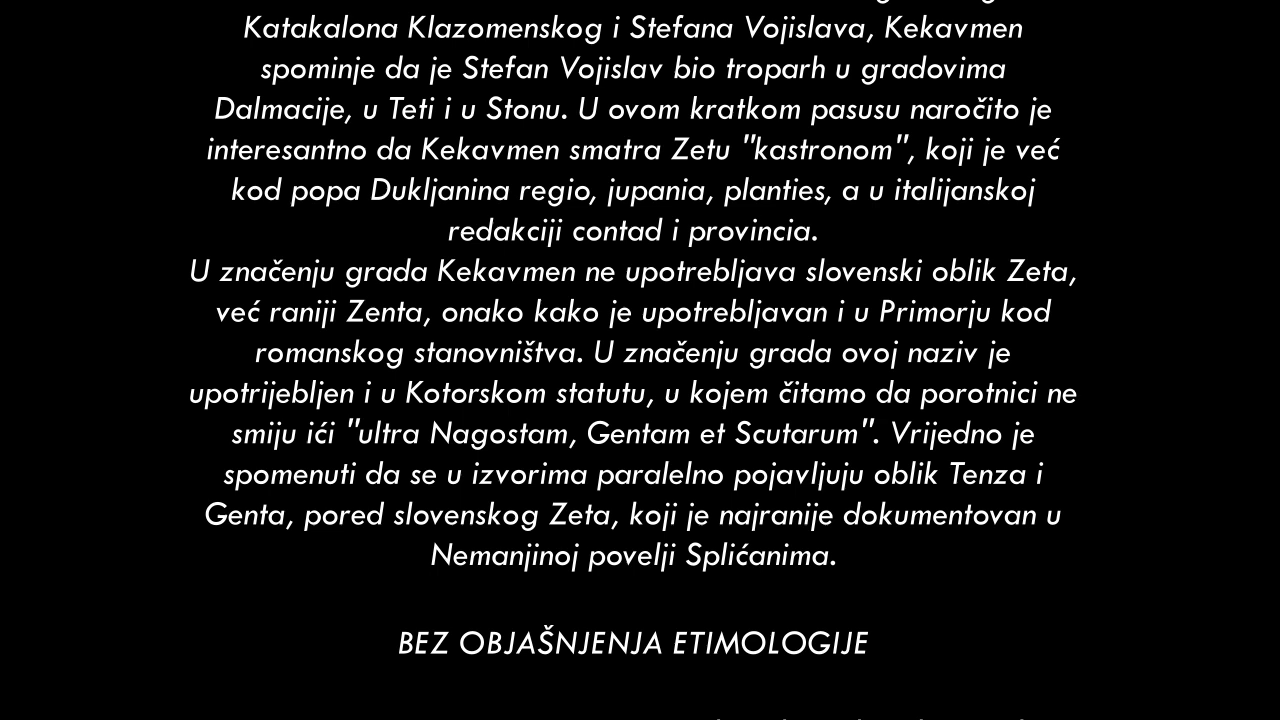 Katakalona Klazomenskog i Stefana Vojislava, Kekavmen
spominje da je Stefan Vojislav bio troparh u gradovima
Dalmacije, u Teti i u Stonu. U ovom kratkom pasusu naročito je
interesantno da Kekavmen smatra Zetu "kastronom", koji je već
kod popa Dukljanina regio, jupania, planties, a u italijanskoj
redakciji contad i provincia.
U značenju grada Kekavmen ne upotrebljava slovenski oblik Zeta,
već raniji Zenta, onako kako je upotrebljavan i u Primorju kod
romanskog stanovništva. U značenju grada ovoj naziv je
upotrijebljen i u Kotorskom statutu, u kojem čitamo da porotnici ne
smiju ići "ultra Nagostam, Gentam et Scutarum". Vrijedno je
spomenuti da se u izvorima paralelno pojavljuju oblik Tenza i
Genta, pored slovenskog Zeta, koji je najranije dokumentovan u
Nemanjinoj povelji Splićanima.
BEZ OBJAŠNJENJA ETIMOLOGIJE